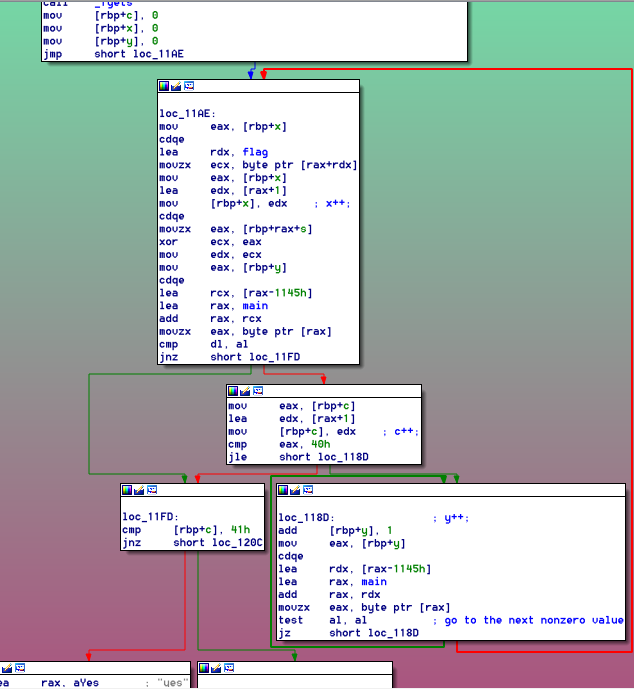 call _fgets
mov [rbp+c], 0
mov [rbp+x], 0
mov [rbp+y], 0
jmp short loc_11AE
loc_11AE:
mov eax, [rbp+x]
cdqe
lea rdx, flag
movzx ecx, byte ptr [rax+rdx]
mov eax, [rbp+x]
lea edx, [rax+1]
mov [rbp+x], edx ; x++;
cdqe
movzx eax, [rbp+rax+s]
xor ecx, eax
mov edx, ecx
mov eax, [rbp+y]
cdqe
lea rcx, [rax-1145h]
lea rax, main
add rax, rcx
movzx eax, byte ptr [rax]
cmp dl, al
jnz short loc_11FD
mov eax, [rbp+c]
lea edx, [rax+1]
mov [rbp+c], edx ; c++;
cmp eax, 40h
jle short loc_118D
loc_11FD:
cmp [rbp+c], 41h
jnz short loc_120C
loc_118D: ; y++;
add [rbp+y], 1
mov eax, [rbp+y]
cdqe
lea rdx, [rax-1145h]
lea rax, main
add rax, rdx
movzx eax, byte ptr [rax]
test al, al ; go to the next nonzero value
jz short loc_118D
ea rax, aYes ; "yes"